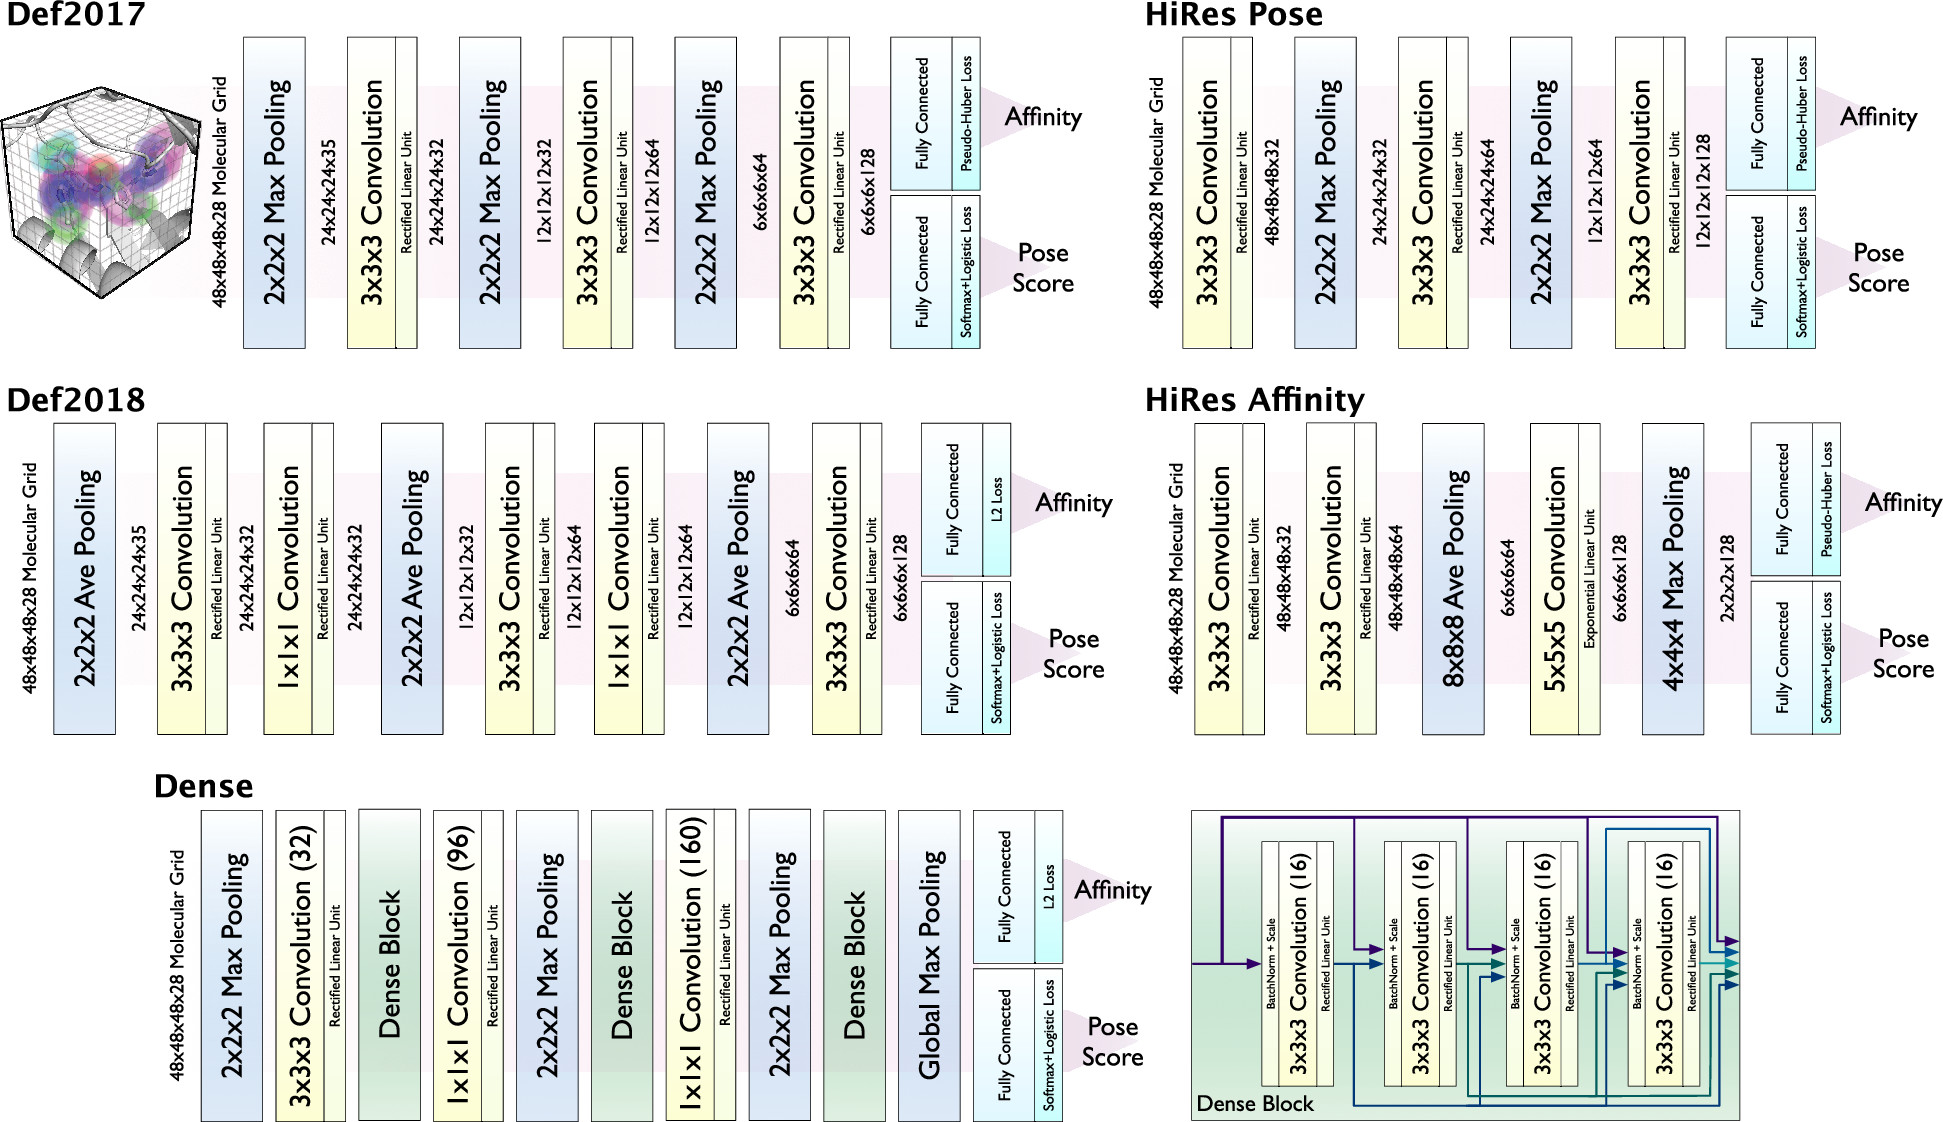 Def2017
48x48x48x28 Molecular Grid
2x2x2 Max Pooling
24x24x24x35
3x3x3 Convolution
Rectified Linear Unit
24x24x24x32
2x2x2 Max Pooling
12x12x12x32
3x3x3 Convolution
Rectified Linear Unit
12x12x12x64
2x2x2 Max Pooling
6x6x6x64
3x3x3 Convolution
Rectified Linear Unit
6x6x6x128
Fully Connected
Pseudo-Huber Loss
Affinity
Fully Connected
Softmax+Logistic Loss
Pose
Score
HiRes Pose
48x48x48x28 Molecular Grid
3x3x3 Convolution
Rectified Linear Unit
48x48x48x32
2x2x2 Max Pooling
24x24x24x32
3x3x3 Convolution
Rectified Linear Unit
24x24x24x64
2x2x2 Max Pooling
12x12x12x64
3x3x3 Convolution
Rectified Linear Unit
12x12x12x128
Fully Connected
Pseudo-Huber Loss
Affinity
Fully Connected
Softmax+Logistic Loss
Pose
Score
Def2018
48x48x48x28 Molecular Grid
2x2x2 Ave Pooling
24x24x24x35
3x3x3 Convolution
Rectified Linear Unit
24x24x24x32
1x1x1 Convolution
Rectified Linear Unit
24x24x24x32
2x2x2 Ave Pooling
12x12x12x32
3x3x3 Convolution
Rectified Linear Unit
12x12x12x64
1x1x1 Convolution
Rectified Linear Unit
12x12x12x64
2x2x2 Ave Pooling
6x6x6x64
3x3x3 Convolution
Rectified Linear Unit
6x6x6x128
Fully Connected
L2 Loss
Affinity
Fully Connected
Softmax+Logistic Loss
Pose
Score
HiRes Affinity
48x48x48x28 Molecular Grid
3x3x3 Convolution
Rectified Linear Unit
48x48x48x32
3x3x3 Convolution
Rectified Linear Unit
48x48x48x64
8x8x8 Ave Pooling
6x6x6x64
5x5x5 Convolution
Exponential Linear Unit
6x6x6x128
4x4x4 Max Pooling
2x2x2x128
Fully Connected
Pseudo-Huber Loss
Affinity
Fully Connected
Softmax+Logistic Loss
Pose
Score
Dense
48x48x48x28 Molecular Grid
2x2x2 Max Pooling
3x3x3 Convolution (32)
Rectified Linear Unit
Dense Block
1x1x1 Convolution (96)
Rectified Linear Unit
2x2x2 Max Pooling
Dense Block
1x1x1 Convolution (160)
Rectified Linear Unit
2x2x2 Max Pooling
Dense Block
Global Max Pooling
Fully Connected
L2 Loss
Affinity
Fully Connected
Softmax+Logistic Loss
Pose
Score
BatchNorm + Scale
3x3x3 Convolution (16)
Rectified Linear Unit
BatchNorm + Scale
3x3x3 Convolution (16)
Rectified Linear Unit
BatchNorm + Scale
3x3x3 Convolution (16)
Rectified Linear Unit
BatchNorm + Scale
3x3x3 Convolution (16)
Rectified Linear Unit
Dense Block